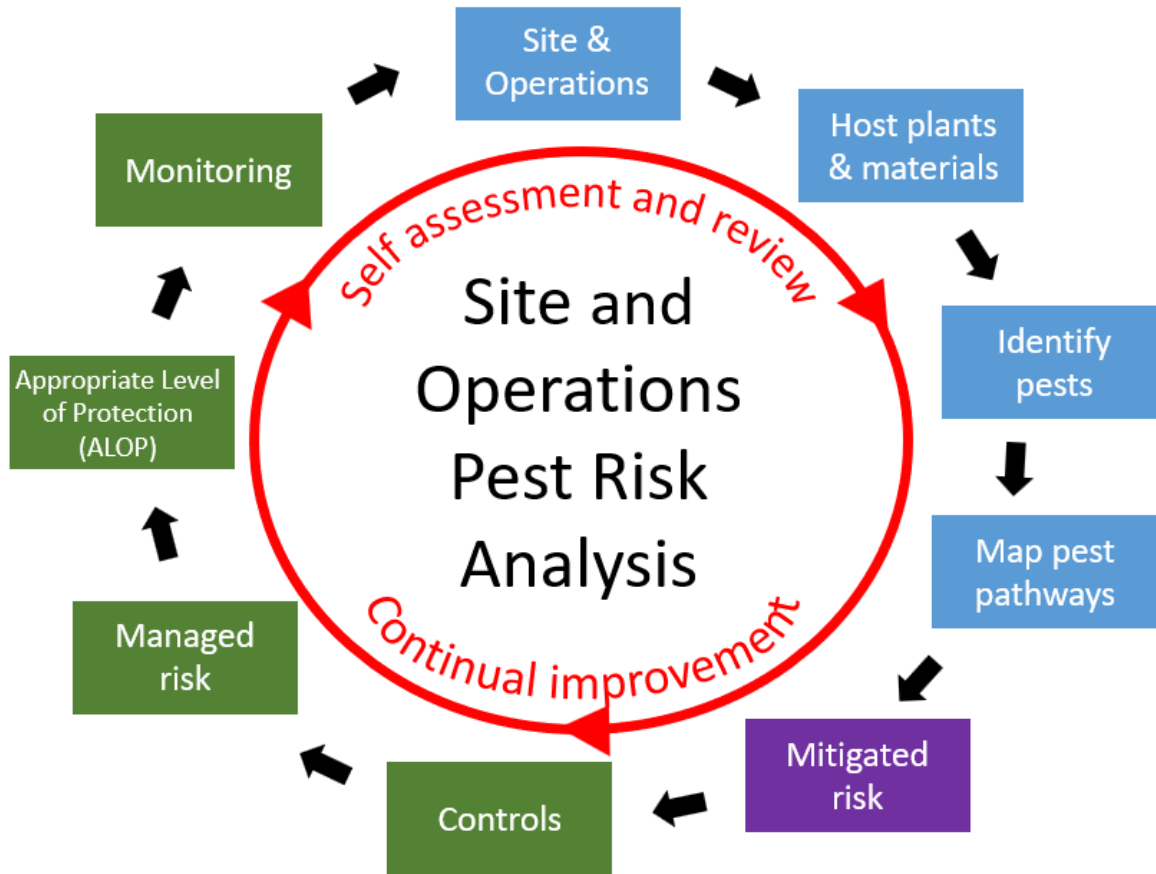 Site &
Operations
Host plants
& materials
Identify
pests
Map pest
pathways
Mitigated
risk
Controls
Managed
risk
Appropriate Level
of Protection
(ALOP)
Monitoring
Self assessment and review
Site and
Operations
Pest Risk
Analysis
Continual improvement